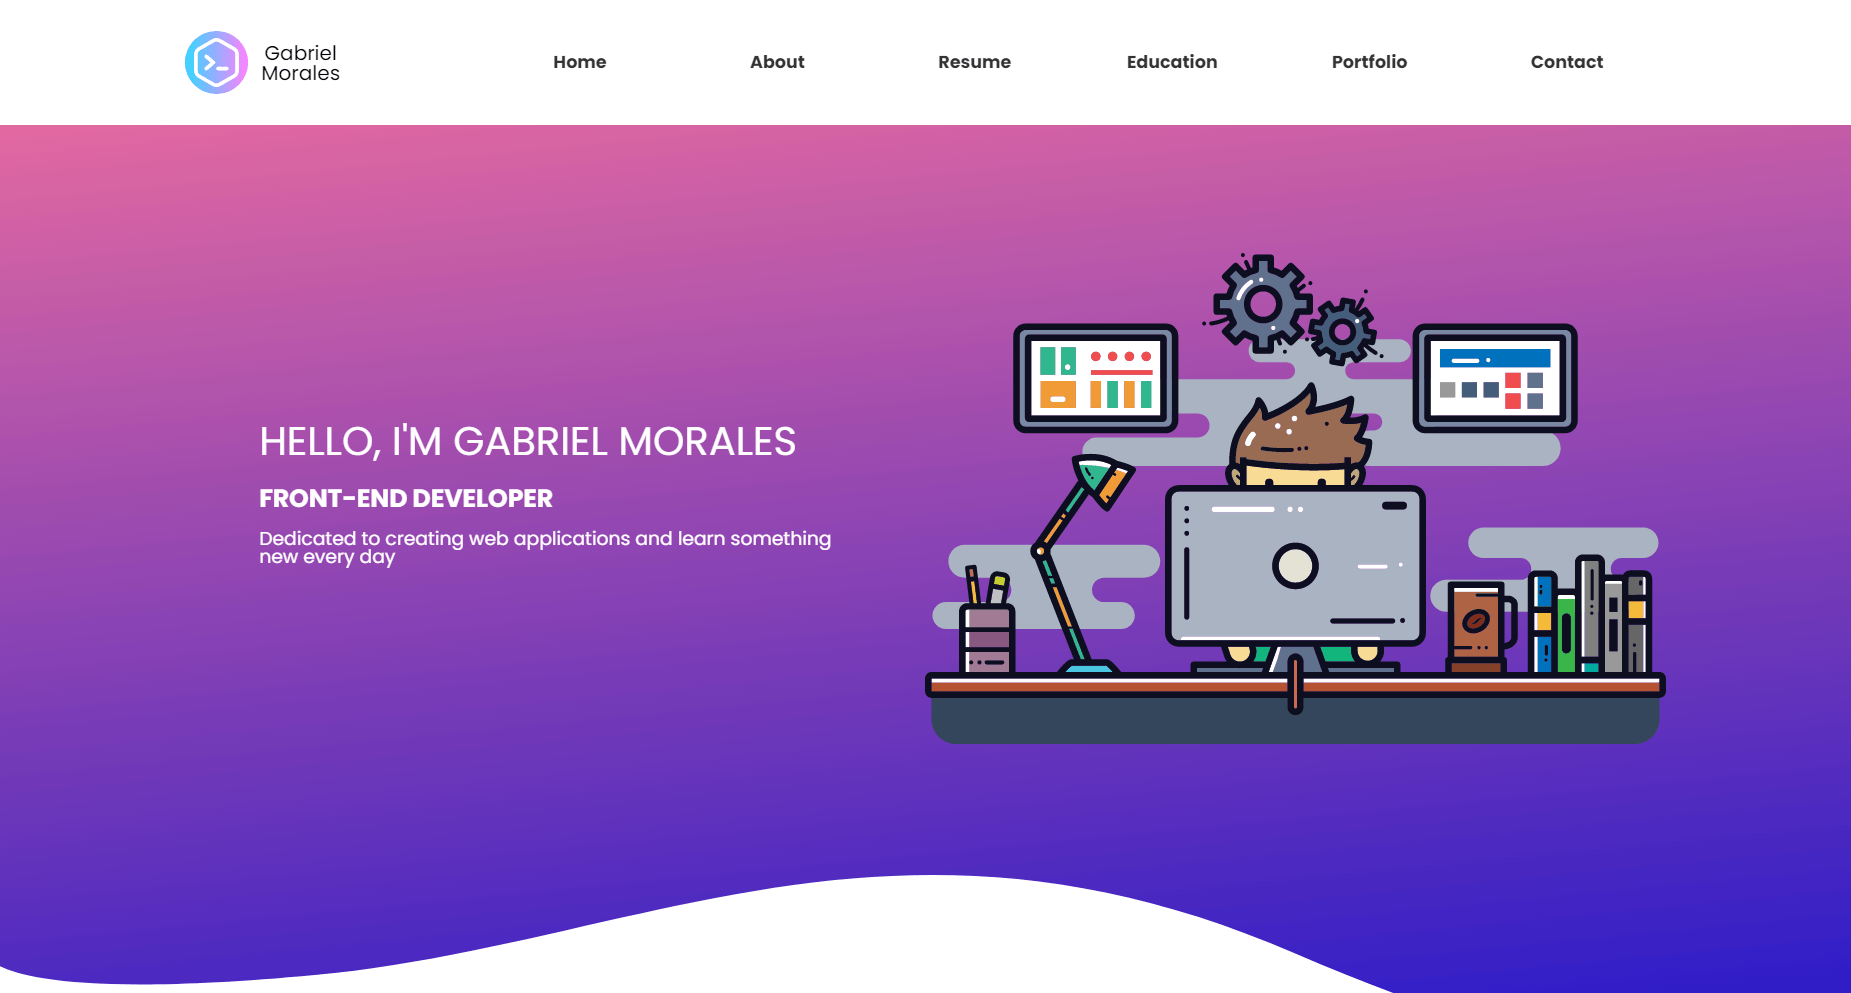 Gabriel
Morales
Home About Resume Education Portfolio Contact
HELLO, I'M GABRIEL MORALES
FRONT-END DEVELOPER
Dedicated to creating web applications and learn something
new every day